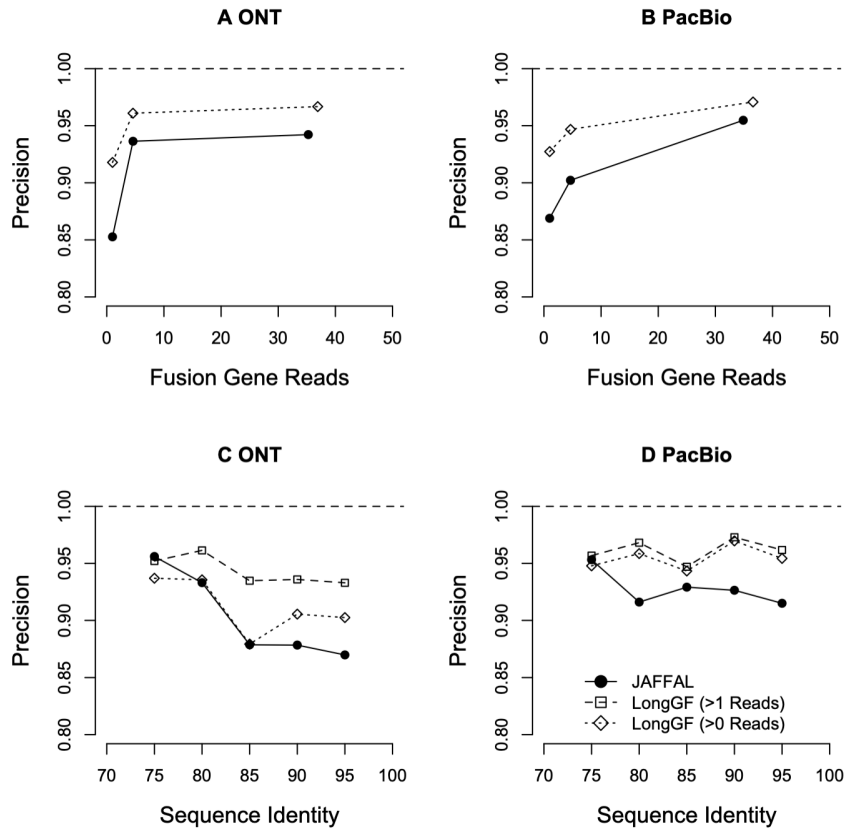 A ONT
Precision
1.00
0.95
0.90
0.85
0.80
0 10 20 30 40 50
Fusion Gene Reads
B PacBio
Precision
1.00
0.95
0.90
0.85
0.80
0 10 20 30 40 50
Fusion Gene Reads
C ONT
Precision
1.00
0.95
0.90
0.85
0.80
70 75 80 85 90 95 100
Sequence Identity
D PacBio
Precision
1.00
0.95
0.90
0.85
0.80
JAFFAL
LongGF (>1 Reads)
LongGF (>0 Reads)
70 75 80 85 90 95 100
Sequence Identity